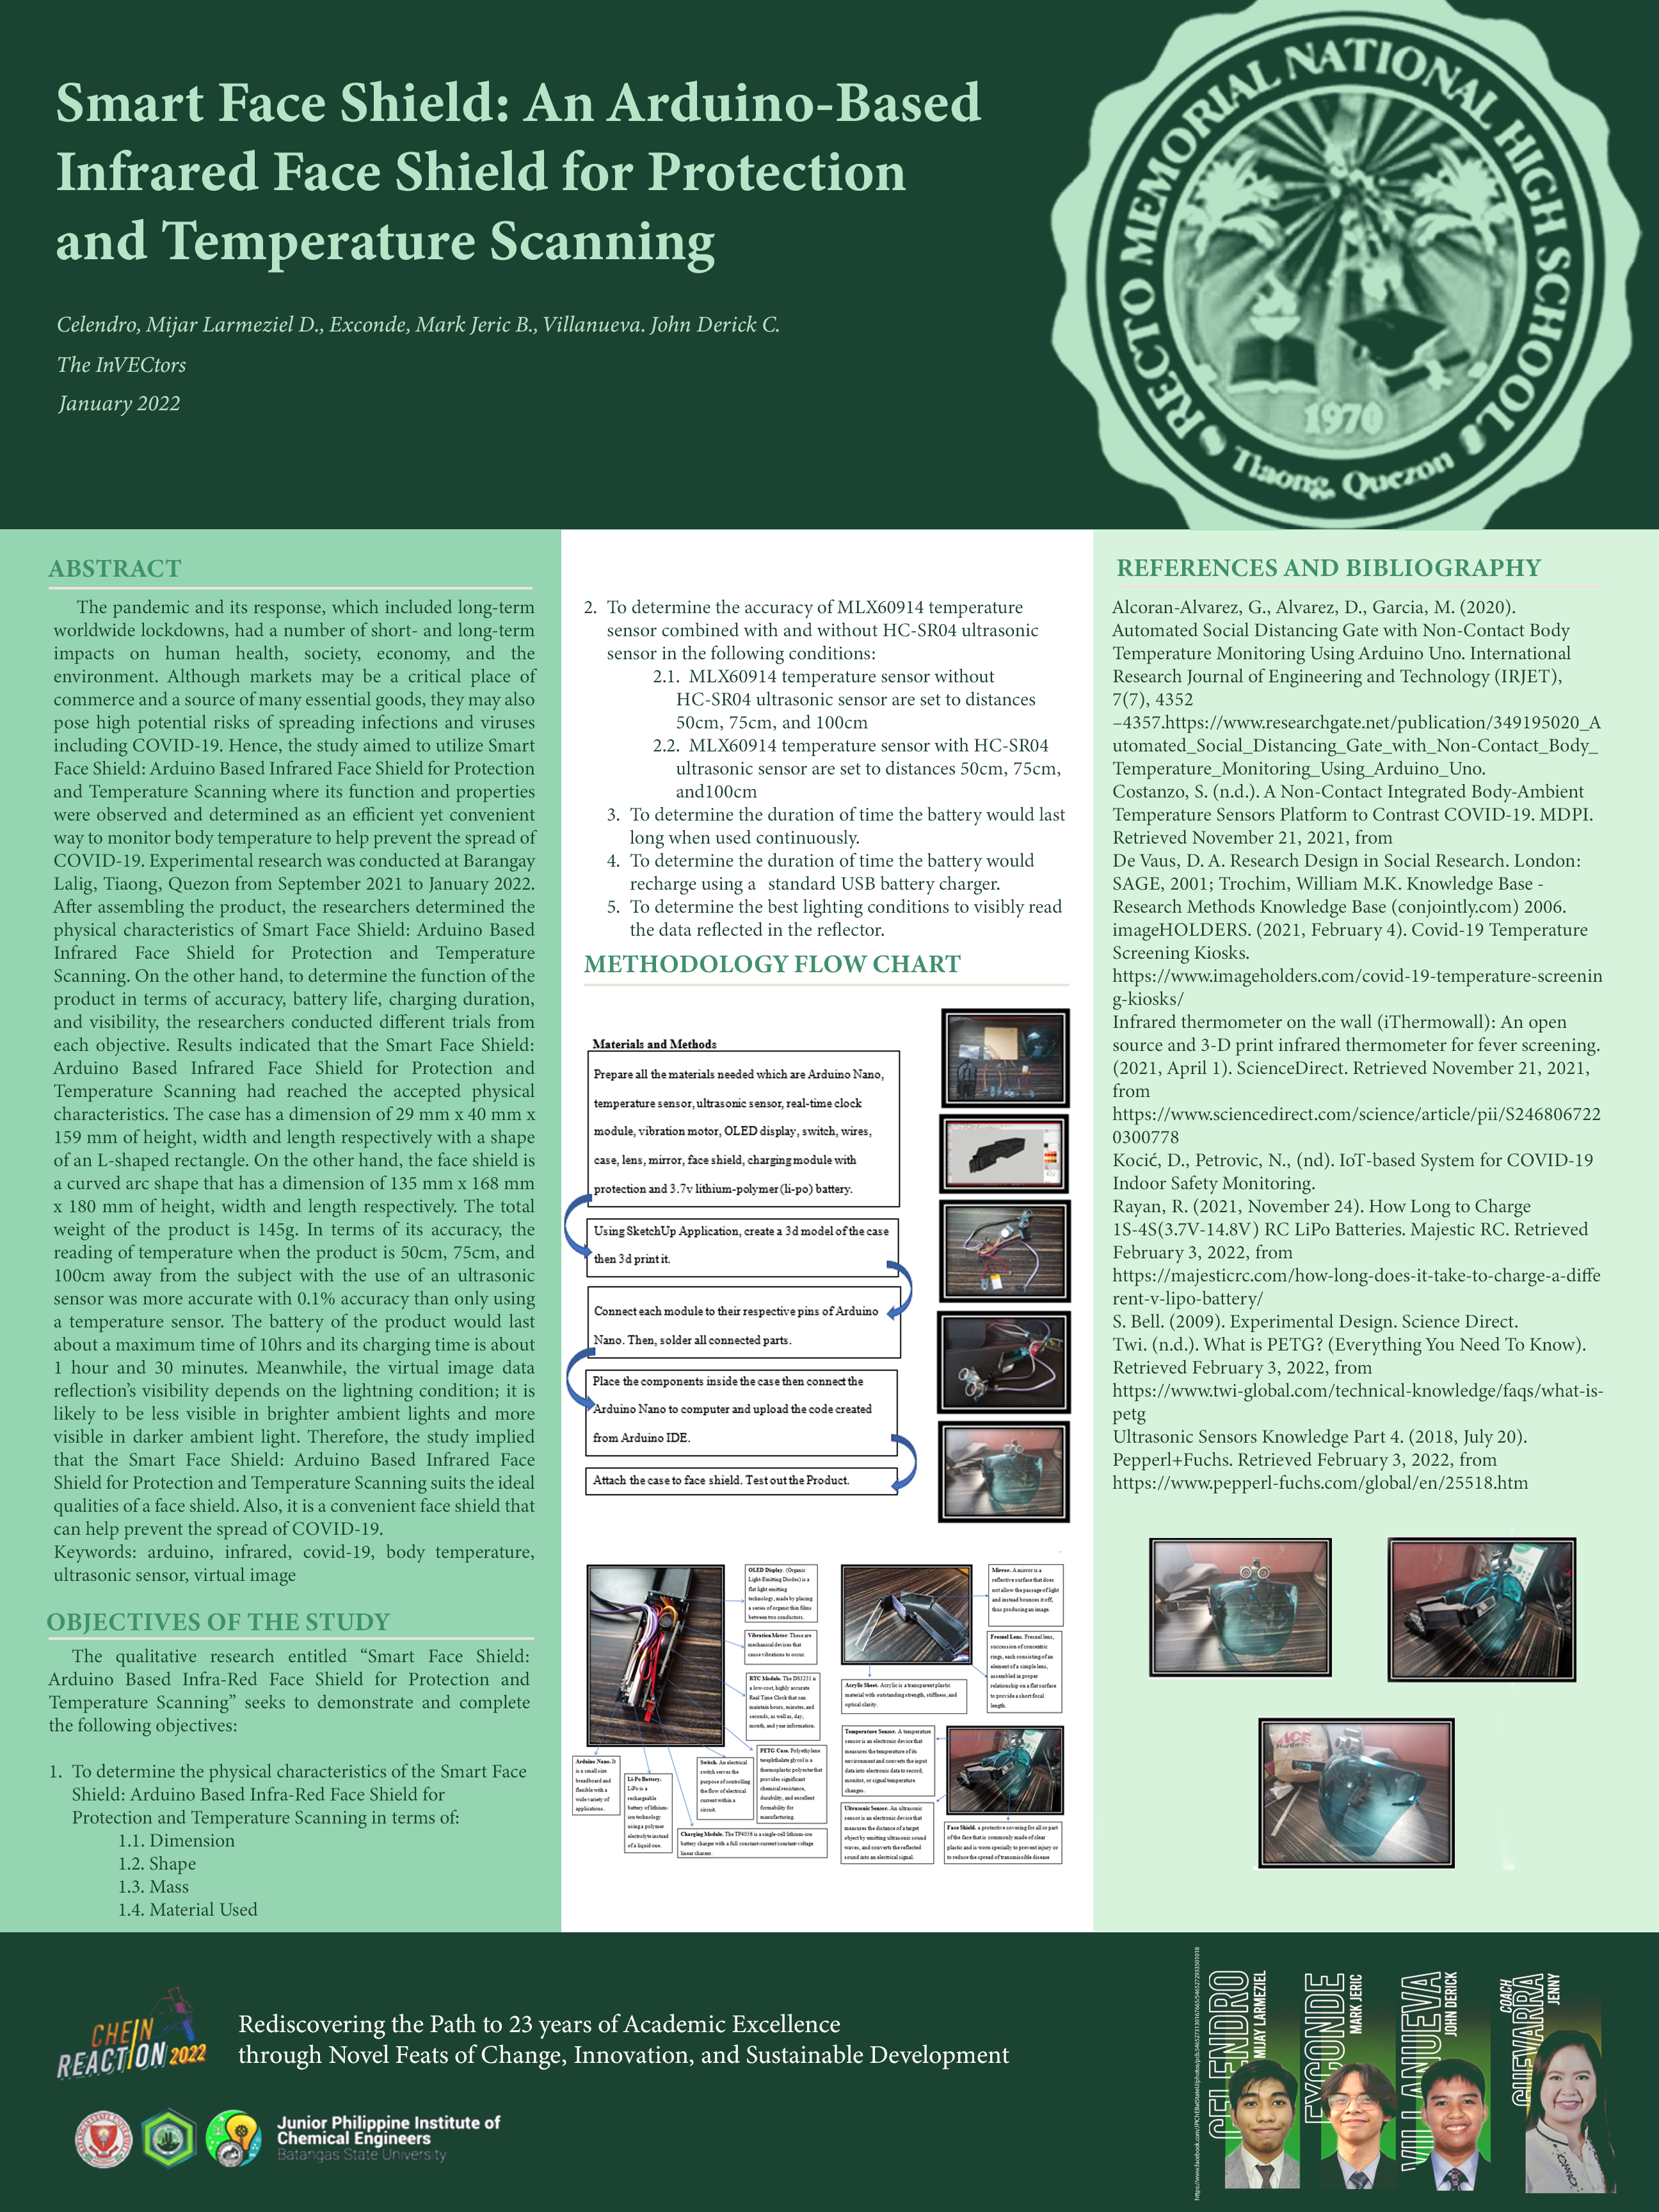 Smart Face Shield: An Arduino-Based
Infrared Face Shield for Protection
and Temperature Scanning
Celendro, Mijar Larmeziel D., Exconde, Mark Jeric B., Villanueva. John Derick C.
The InVECtors
January 2022
RECTO MEMORIAL NATIONAL HIGH SCHOOL
1970
Tiaong, Quezon
ABSTRACT
The pandemic and its response, which included long-term
worldwide lockdowns, had a number of short- and long-term
impacts on human health, society, economy, and the
environment. Although markets may be a critical place of
commerce and a source of many essential goods, they may also
pose high potential risks of spreading infections and viruses
including COVID-19. Hence, the study aimed to utilize Smart
Face Shield: Arduino Based Infrared Face Shield for Protection
and Temperature Scanning where its function and properties
were observed and determined as an efficient yet convenient
way to monitor body temperature to help prevent the spread of
COVID-19. Experimental research was conducted at Barangay
Lalig, Tiaong, Quezon from September 2021 to January 2022.
After assembling the product, the researchers determined the
physical characteristics of Smart Face Shield: Arduino Based
Infrared Face Shield for Protection and Temperature
Scanning. On the other hand, to determine the function of the
product in terms of accuracy, battery life, charging duration,
and visibility, the researchers conducted different trials from
each objective. Results indicated that the Smart Face Shield:
Arduino Based Infrared Face Shield for Protection and
Temperature Scanning had reached the accepted physical
characteristics. The case has a dimension of 29 mm x 40 mm x
159 mm of height, width and length respectively with a shape
of an L-shaped rectangle. On the other hand, the face shield is
a curved arc shape that has a dimension of 135 mm x 168 mm
x 180 mm of height, width and length respectively. The total
weight of the product is 145g. In terms of its accuracy, the
reading of temperature when the product is 50cm, 75cm, and
100cm away from the subject with the use of an ultrasonic
sensor was more accurate with 0.1% accuracy than only using
a temperature sensor. The battery of the product would last
about a maximum time of 10hrs and its charging time is about
1 hour and 30 minutes. Meanwhile, the virtual image data
reflection's visibility depends on the lightning condition; it is
likely to be less visible in brighter ambient lights and more
visible in darker ambient light. Therefore, the study implied
that the Smart Face Shield: Arduino Based Infrared Face
Shield for Protection and Temperature Scanning suits the ideal
qualities of a face shield. Also, it is a convenient face shield that
can help prevent the spread of COVID-19.
Keywords: arduino, infrared, covid-19, body temperature,
ultrasonic sensor, virtual image
OBJECTIVES OF THE STUDY
The qualitative research entitled “Smart Face Shield:
Arduino Based Infra-Red Face Shield for Protection and
Temperature Scanning” seeks to demonstrate and complete
the following objectives:
1. To determine the physical characteristics of the Smart Face
Shield: Arduino Based Infra-Red Face Shield for
Protection and Temperature Scanning in terms of:
1.1. Dimension
1.2. Shape
1.3. Mass
1.4. Material Used
2. To determine the accuracy of MLX60914 temperature
sensor combined with and without HC-SR04 ultrasonic
sensor in the following conditions:
2.1. MLX60914 temperature sensor without
HC-SR04 ultrasonic sensor are set to distances
50cm, 75cm, and 100cm
2.2. MLX60914 temperature sensor with HC-SR04
ultrasonic sensor are set to distances 50cm, 75cm,
and100cm
3. To determine the duration of time the battery would last
long when used continuously.
4. To determine the duration of time the battery would
recharge using a standard USB battery charger.
5. To determine the best lighting conditions to visibly read
the data reflected in the reflector.
METHODOLOGY FLOW CHART
Materials and Methods
Prepare all the materials needed which are Arduino Nano,
temperature sensor, ultrasonic sensor, real-time clock
module, vibration motor, OLED display, switch, wires,
case, lens, mirror, face shield, charging module with
protection and 3.7v lithium-polymer (li-po) battery.
Using SketchUp Application, create a 3d model of the case
then 3d print it.
Connect each module to their respective pins of Arduino
Nano. Then, solder all connected parts.
Place the components inside the case then connect the
Arduino Nano to computer and upload the code created
from Arduino IDE.
Attach the case to face shield. Test out the Product.
OLED Display. (Organic
Light-Emitting Diodes) is a
flat light emitting
technology, made by placing
a series of organic thin films
between two conductors.
Vibration Motor. These are
mechanical devices that
cause vibrations to occur.
RTC Module. The DS3231 is
a low-cost, highly accurate
Real Time Clock that can
maintain hours, minutes, and
seconds, as well as, day,
month, and year information.
Arduino Nano. It
is a small size
breadboard and
flexible with a
wide variety of
applications.
Li-Po Battery.
LiPo is a
rechargeable
battery of lithium-
ion technology
using a polymer
electrolyte instead
of a liquid one.
Switch. An electrical
switch serves the
purpose of controlling
the flow of electrical
current within a
circuit.
PETG Case. Polyethylene
terephthalate glycol is a
thermoplastic polyester that
provides significant
chemical resistance,
durability, and excellent
formability for
manufacturing.
Charging Module. The TP4056 is a single-cell lithium-ion
battery charger with a full constant-current/constant-voltage
linear charger.
Mirror. A mirror is a
reflective surface that does
not allow the passage of light
and instead bounces it off,
thus producing an image.
Fresnel Lens. Fresnel lens,
succession of concentric
rings, each consisting of an
element of a simple lens,
assembled in proper
relationship on a flat surface
to provide a short focal
length.
Acrylic Sheet. Acrylic is a transparent plastic
material with outstanding strength, stiffness, and
optical clarity.
Temperature Sensor. A temperature
sensor is an electronic device that
measures the temperature of its
environment and converts the input
data into electronic data to record,
monitor, or signal temperature
changes.
Ultrasonic Sensor. An ultrasonic
sensor is an electronic device that
measures the distance of a target
object by emitting ultrasonic sound
waves, and converts the reflected
sound into an electrical signal.
Face Shield. a protective covering for all or part
of the face that is commonly made of clear
plastic and is worn specially to prevent injury or
to reduce the spread of transmissible disease
REFERENCES AND BIBLIOGRAPHY
Alcoran-Alvarez, G., Alvarez, D., Garcia, M. (2020).
Automated Social Distancing Gate with Non-Contact Body
Temperature Monitoring Using Arduino Uno. International
Research Journal of Engineering and Technology (IRJET),
7(7), 4352
–4357.https://www.researchgate.net/publication/349195020_A
utomated_Social_Distancing_Gate_with_Non-Contact_Body_
Temperature_Monitoring_Using_Arduino_Uno.
Costanzo, S. (n.d.). A Non-Contact Integrated Body-Ambient
Temperature Sensors Platform to Contrast COVID-19. MDPI.
Retrieved November 21, 2021, from
De Vaus, D. A. Research Design in Social Research. London:
SAGE, 2001; Trochim, William M.K. Knowledge Base -
Research Methods Knowledge Base (conjointly.com) 2006.
imageHOLDERS. (2021, February 4). Covid-19 Temperature
Screening Kiosks.
https://www.imageholders.com/covid-19-temperature-screenin
g-kiosks/
Infrared thermometer on the wall (iThermowall): An open
source and 3-D print infrared thermometer for fever screening.
(2021, April 1). ScienceDirect. Retrieved November 21, 2021,
from
https://www.sciencedirect.com/science/article/pii/S246806722
0300778
Kocić, D., Petrovic, N., (nd). IoT-based System for COVID-19
Indoor Safety Monitoring.
Rayan, R. (2021, November 24). How Long to Charge
1S-4S(3.7V-14.8V) RC LiPo Batteries. Majestic RC. Retrieved
February 3, 2022, from
https://majesticrc.com/how-long-does-it-take-to-charge-a-diffe
rent-v-lipo-battery/
S. Bell. (2009). Experimental Design. Science Direct.
Twi. (n.d.). What is PETG? (Everything You Need To Know).
Retrieved February 3, 2022, from
https://www.twi-global.com/technical-knowledge/faqs/what-is-
petg
Ultrasonic Sensors Knowledge Part 4. (2018, July 20).
Pepperl+Fuchs. Retrieved February 3, 2022, from
https://www.pepperl-fuchs.com/global/en/25518.htm
CHEIN
REACTION 2022
Rediscovering the Path to 23 years of Academic Excellence
through Novel Feats of Change, Innovation, and Sustainable Development
Junior Philippine Institute of
Chemical Engineers
Batangas State University
CELENDRO
MIJAY LARMEZIEL
EXCONDE
MARK JERIC
VILLANUEVA
JOHN DERICK
COACH
GUEVARRA
JENNY